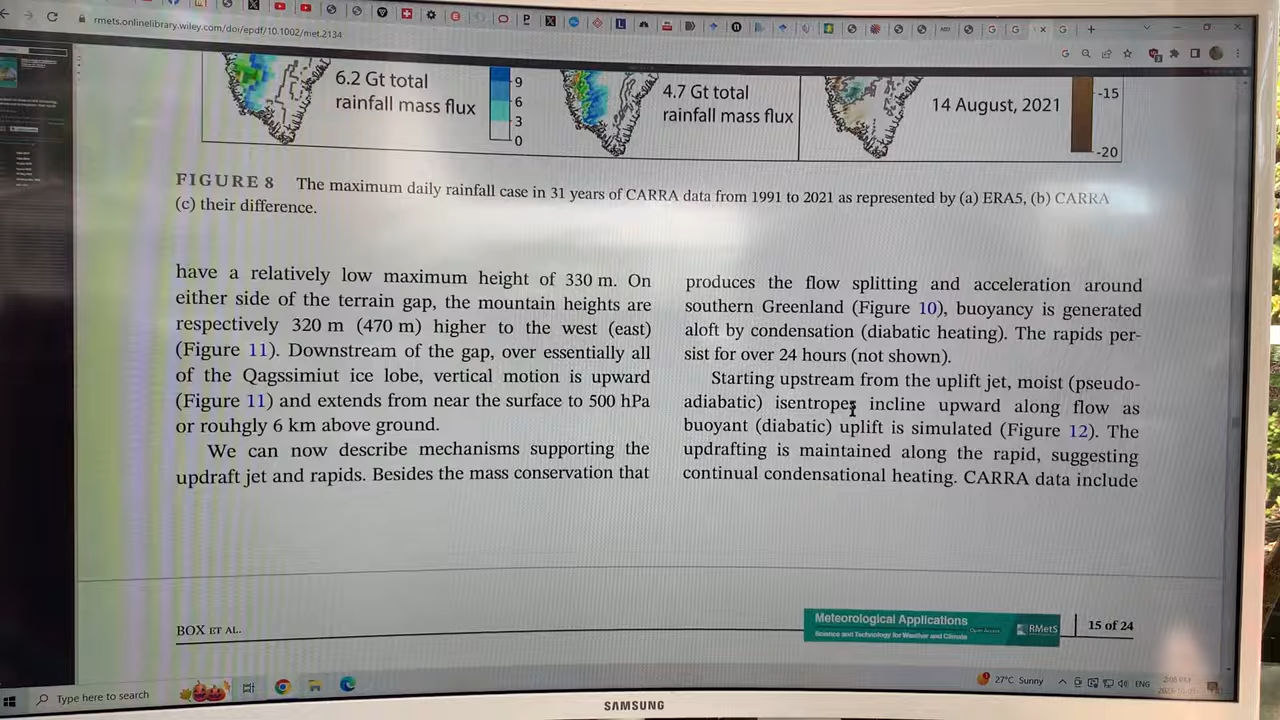 rmets.onlinelibrary.wiley.com/doi/epdf/10.1002/met.2134
6.2 Gt total
rainfall mass flux
9
6
3
0
4.7 Gt total
rainfall mass flux
14 August, 2021
-15
-20
FIGURE 8 The maximum daily rainfall case in 31 years of CARRA data from 1991 to 2021 as represented by (a) ERA5, (b) CARRA
(c) their difference.
have a relatively low maximum height of 330 m. On
either side of the terrain gap, the mountain heights are
respectively 320 m (470 m) higher to the west (east)
(Figure 11). Downstream of the gap, over essentially all
of the Qagssimiut ice lobe, vertical motion is upward
(Figure 11) and extends from near the surface to 500 hPa
or rouhgly 6 km above ground.
We can now describe mechanisms supporting the
updraft jet and rapids. Besides the mass conservation that
produces the flow splitting and acceleration around
southern Greenland (Figure 10), buoyancy is generated
aloft by condensation (diabatic heating). The rapids per-
sist for over 24 hours (not shown).
Starting upstream from the uplift jet, moist (pseudo-
adiabatic) isentropes incline upward along flow as
buoyant (diabatic) uplift is simulated (Figure 12). The
updrafting is maintained along the rapid, suggesting
continual condensational heating. CARRA data include
BOX ET AL.
Meteorological Applications
Science and Technology for Weather and Climate
Open Access
RMetS
15 of 24
Type here to search
27°C Sunny
ENG
SAMSUNG